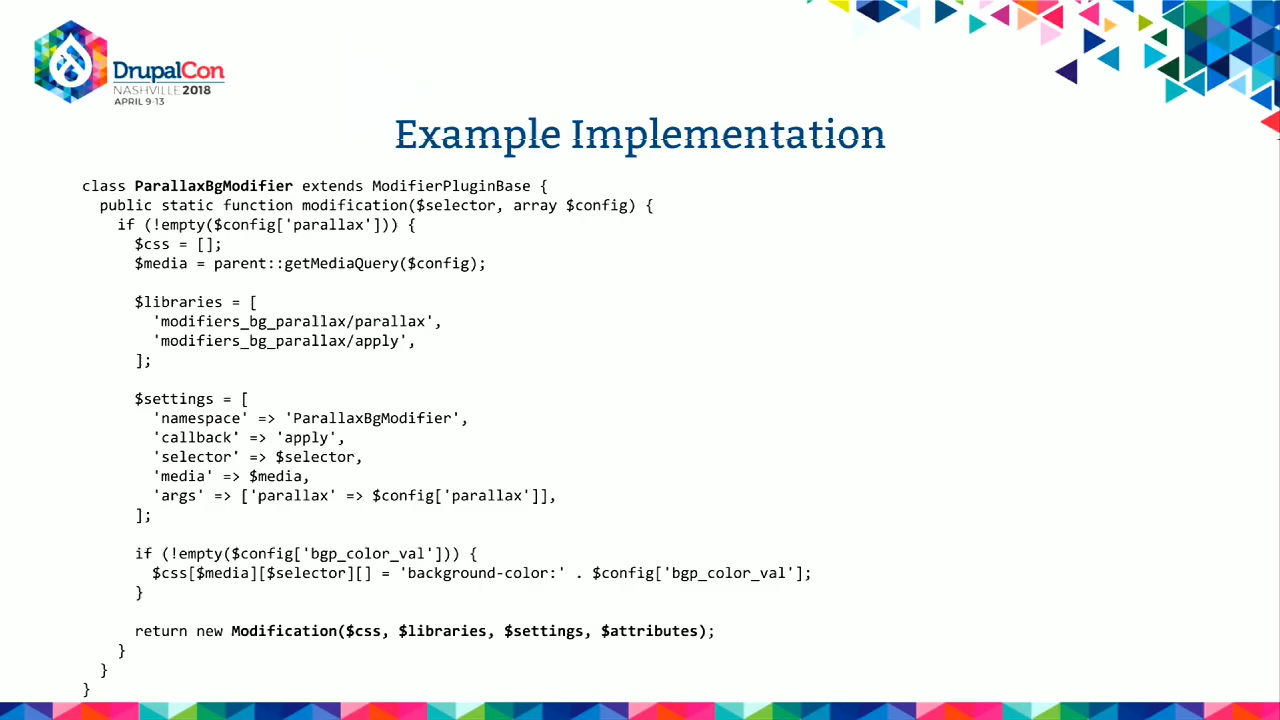 DrupalCon
NASHVILLE 2018
APRIL 9-13
Example Implementation
class ParallaxBgModifier extends ModifierPluginBase {
  public static function modification($selector, array $config) {
    if (!empty($config['parallax'])) {
      $css = [];
      $media = parent::getMediaQuery($config);
      $libraries = [
        'modifiers_bg_parallax/parallax',
        'modifiers_bg_parallax/apply',
      ];
      $settings = [
        'namespace' => 'ParallaxBgModifier',
        'callback' => 'apply',
        'selector' => $selector,
        'media' => $media,
        'args' => ['parallax' => $config['parallax']],
      ];
      if (!empty($config['bgp_color_val'])) {
        $css[$media][$selector][] = 'background-color:' . $config['bgp_color_val'];
      }
      return new Modification($css, $libraries, $settings, $attributes);
    }
  }
}